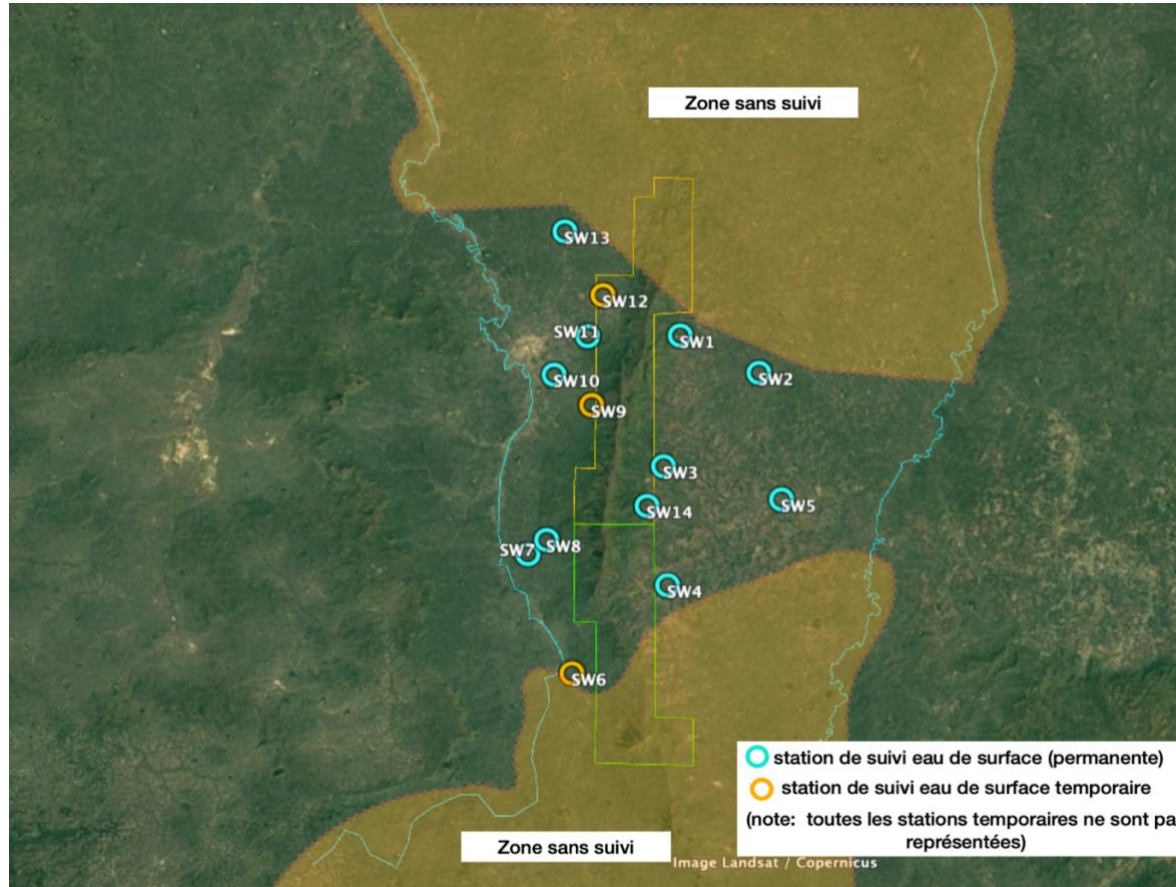 Zone sans suivi
SW13
SW12
SW11
SW1
SW10
SW2
SW9
SW3
SW14
SW5
SW7
SW8
SW4
SW6
station de suivi eau de surface (permanente)
station de suivi eau de surface temporaire
(note: toutes les stations temporaires ne sont pa
représentées)
Zone sans suivi
Image Landsat / Copernicus